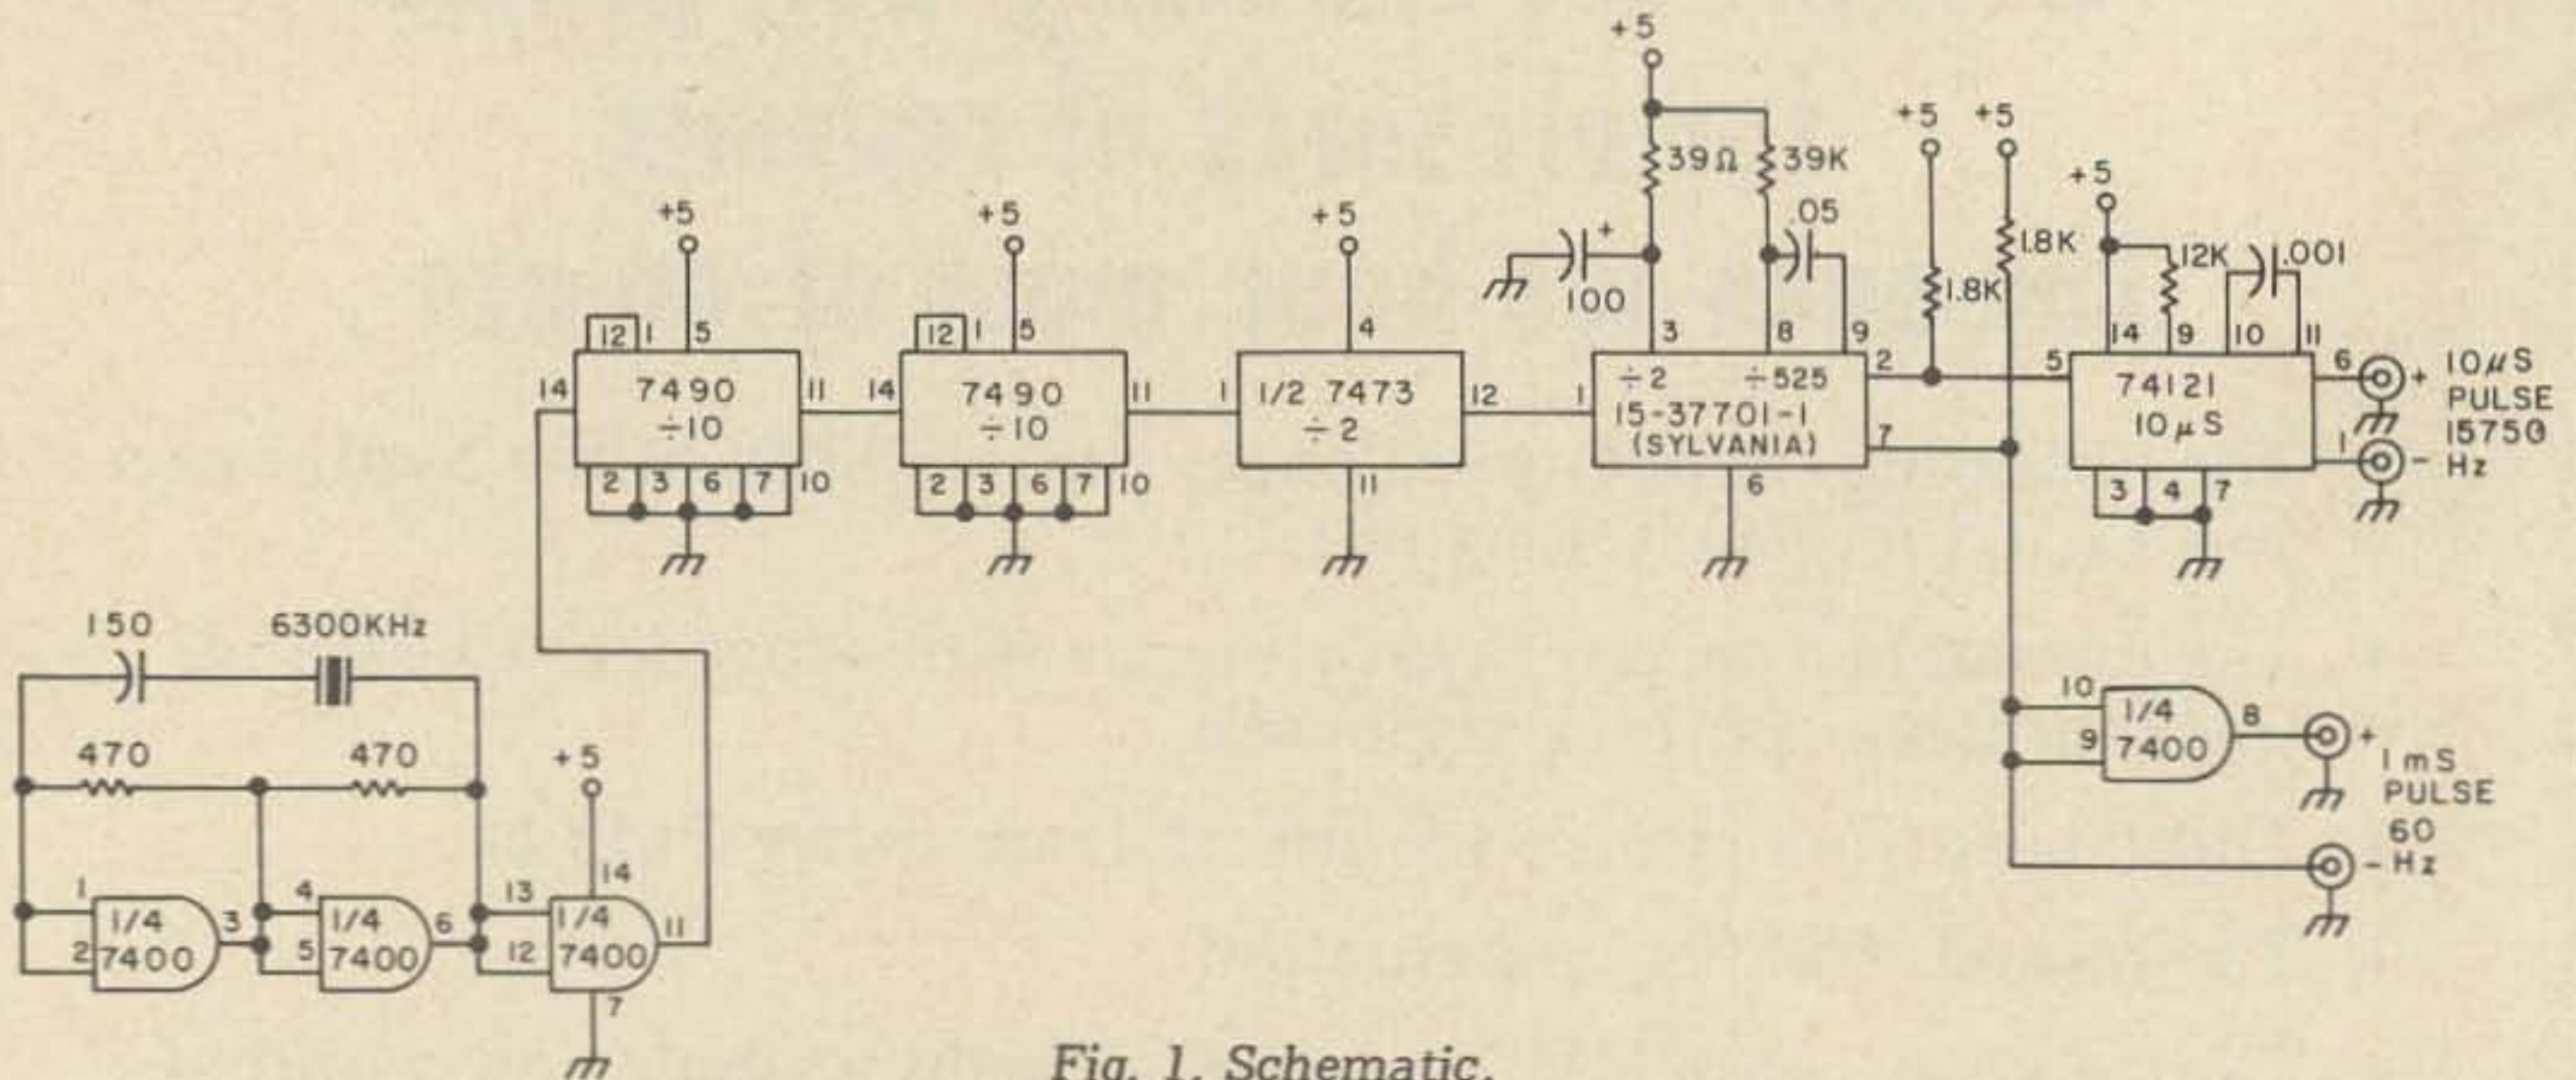 +5
+5 +5
39Ω 39K
+5
+5 +5 +5
.05
+
1.8K 12K .001
100 1.8K
12 1 5 12 1 5 4 3 8 9 14 9 10 11
14 7490 11 14 7490 11 1 1/2 7473 12 1 ÷2 ÷525 2 5 74121 6 + 10µS
÷10 ÷10 ÷2 15-37701-1 10µS PULSE
(SYLVANIA) 7 1 15750
- Hz
2 3 6 7 10 2 3 6 7 10 11 6 3 4 7
150 6300KHz
10 1/4 8 +
9 7400
470 470 +5 1mS
PULSE
60
- Hz
14
1 1/4 3 4 1/4 6 13 1/4 11
2 7400 5 7400 12 7400
7
Fig. 1. Schematic.